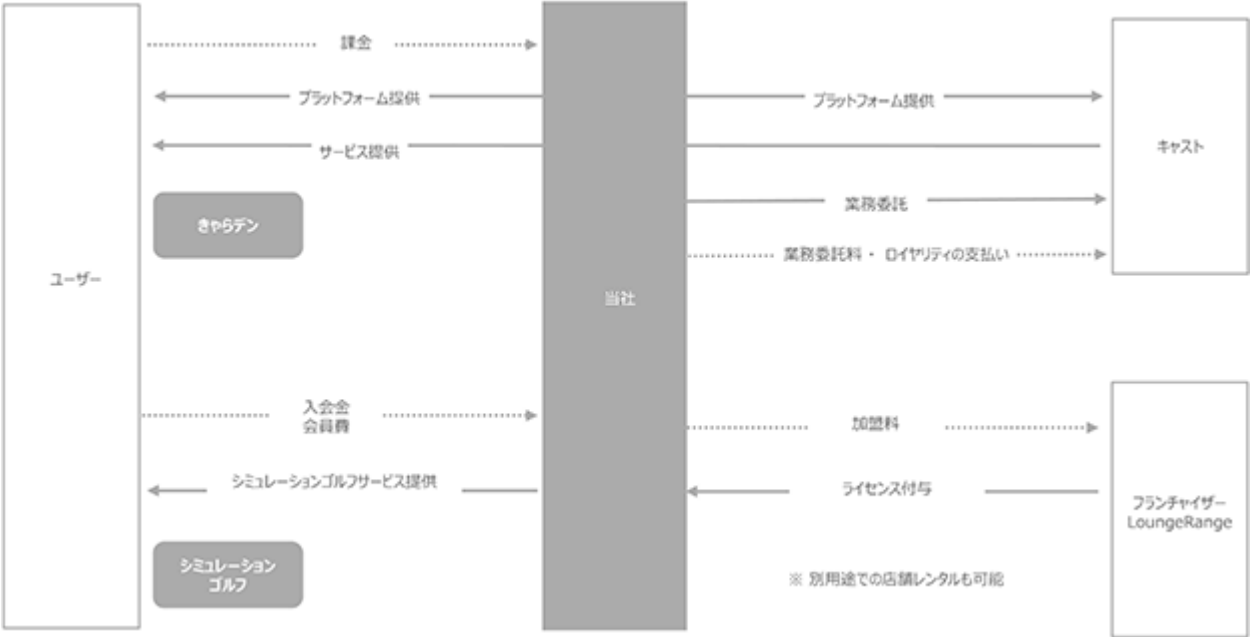 課金
プラットフォーム提供
プラットフォーム提供
サービス提供
キャスト
きゃらデン
業務委託
業務委託料 ・ ロイヤリティの支払い
ユーザー
当社
入会金
会員費
加盟料
シミュレーションゴルフサービス提供
ライセンス付与
フランチャイザー
LoungeRange
シミュレーション
ゴルフ
※ 別用途での店舗レンタルも可能